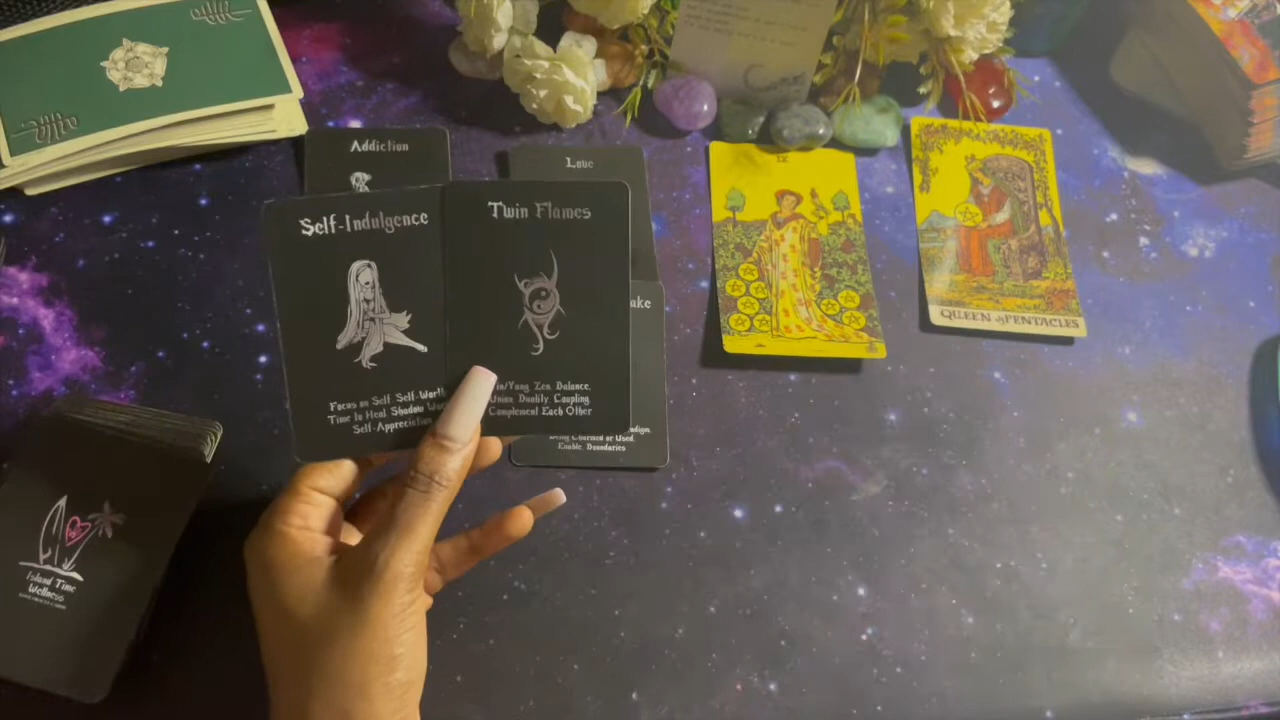 Addiction
Love
Self-Indulgence
Focus on Self Self-Worth
Time to Heal Shadow
Self-Appreciation
Twin Flames
Yin/Yang Zen Balance.
Union Duality Coupling.
Complement Each Other
ake
Being Charmed or Used.
Enable Boundaries
IX
QUEEN of PENTACLES
Island Time
Wellness